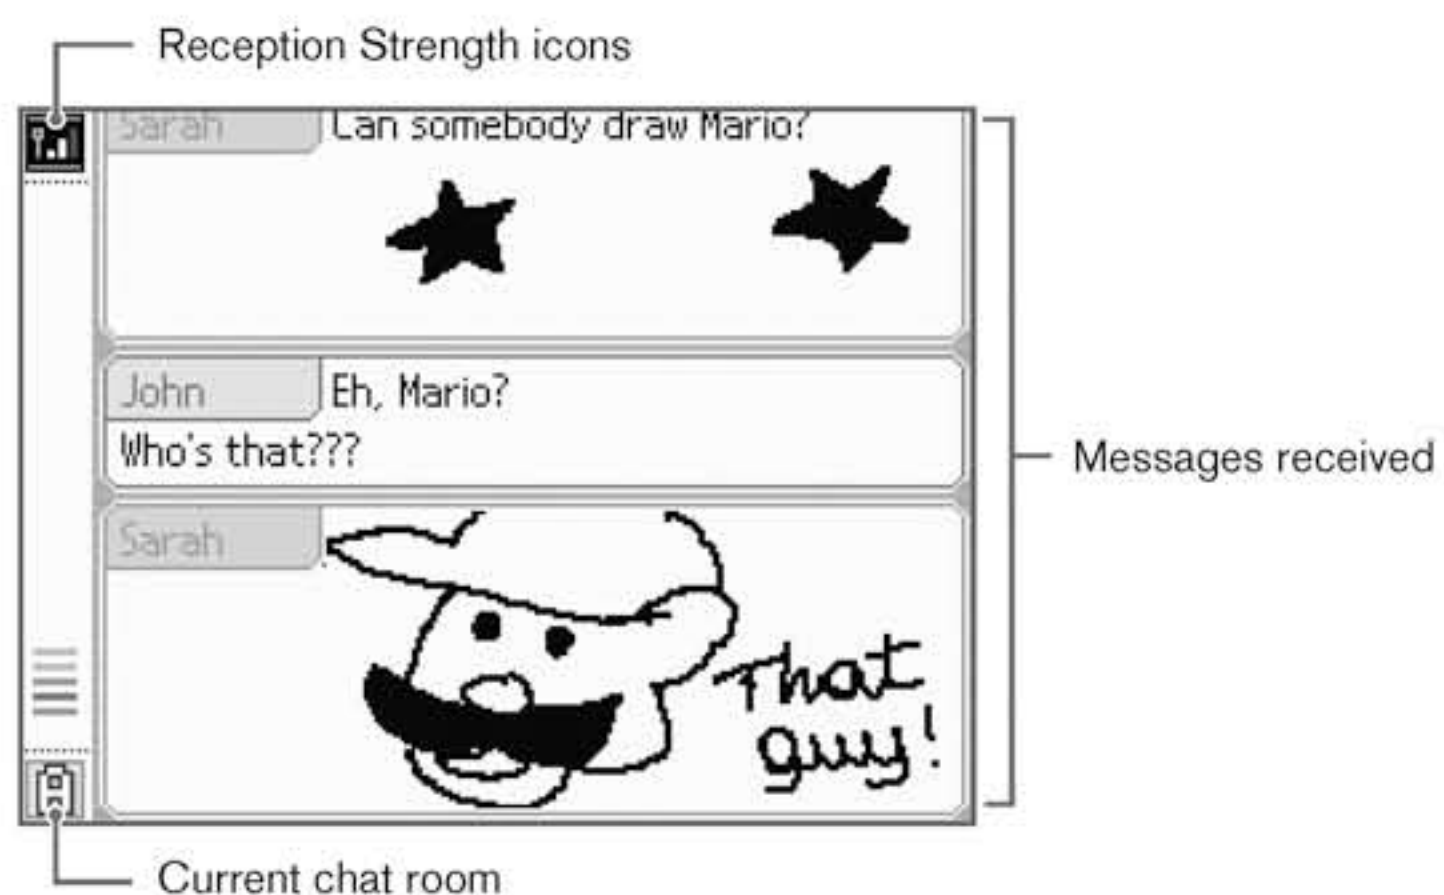 Reception Strength icons
Sarah Can somebody draw Mario?
John Eh, Mario?
Who's that???
Messages received
Sarah
That
guy!
Current chat room